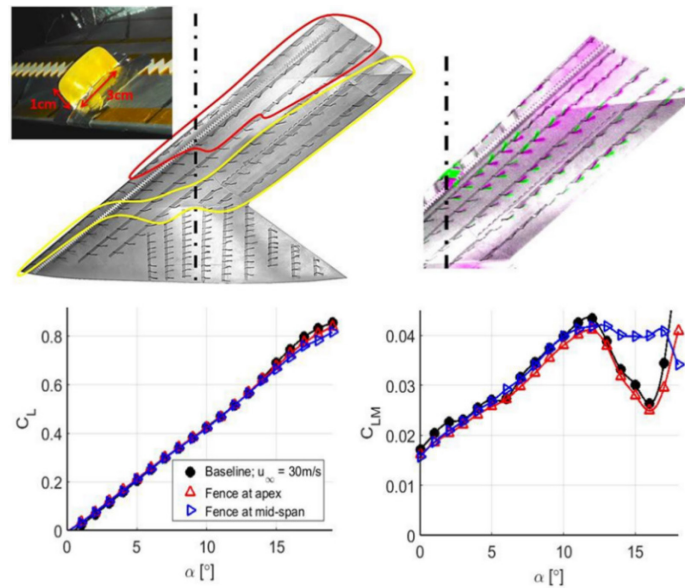 1cm
3cm
C_L
0.8
0.6
0.4
0.2
0
0
5
10
15
α [°]
Baseline; u_∞ = 30m/s
Fence at apex
Fence at mid-span
C_LM
0.04
0.03
0.02
0.01
0
0
5
10
15
α [°]